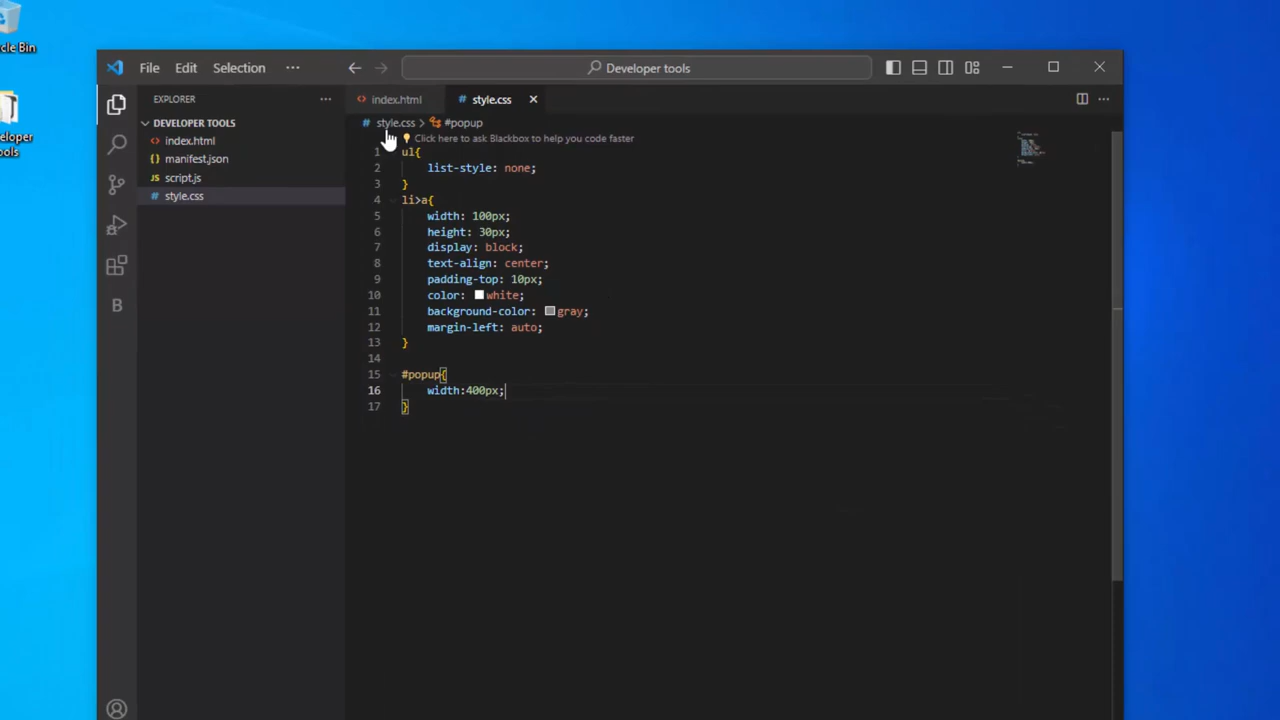 cle Bin
eloper
ools
File Edit Selection ··· Developer tools
EXPLORER ···
DEVELOPER TOOLS
<> index.html
{} manifest.json
JS script.js
# style.css
B
<> index.html # style.css ···
# style.css > #popup
Click here to ask Blackbox to help you code faster
1 ul{
2 list-style: none;
3 }
4 li>a{
5 width: 100px;
6 height: 30px;
7 display: block;
8 text-align: center;
9 padding-top: 10px;
10 color: white;
11 background-color: gray;
12 margin-left: auto;
13 }
14
15 #popup{
16 width:400px;
17 }